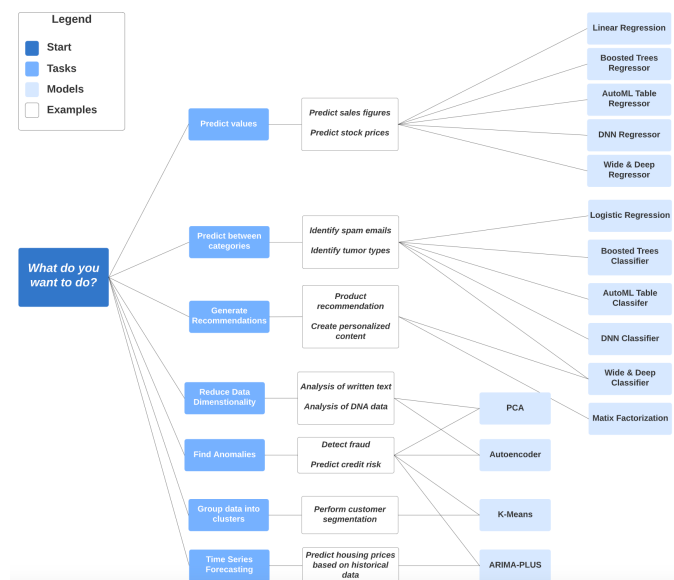 Legend
Start
Tasks
Models
Examples
What do you
want to do?
Predict values
Predict sales figures
Predict stock prices
Linear Regression
Boosted Trees
Regressor
AutoML Table
Regressor
DNN Regressor
Wide & Deep
Regressor
Predict between
categories
Identify spam emails
Identify tumor types
Logistic Regression
Boosted Trees
Classifier
AutoML Table
Classifer
DNN Classifier
Wide & Deep
Classifier
Generate
Recommendations
Product
recommendation
Create personalized
content
Matix Factorization
Reduce Data
Dimenstionality
Analysis of written text
Analysis of DNA data
PCA
Find Anomalies
Detect fraud
Predict credit risk
Autoencoder
Group data into
clusters
Perform customer
segmentation
K-Means
Time Series
Forecasting
Predict housing prices
based on historical
data
ARIMA-PLUS